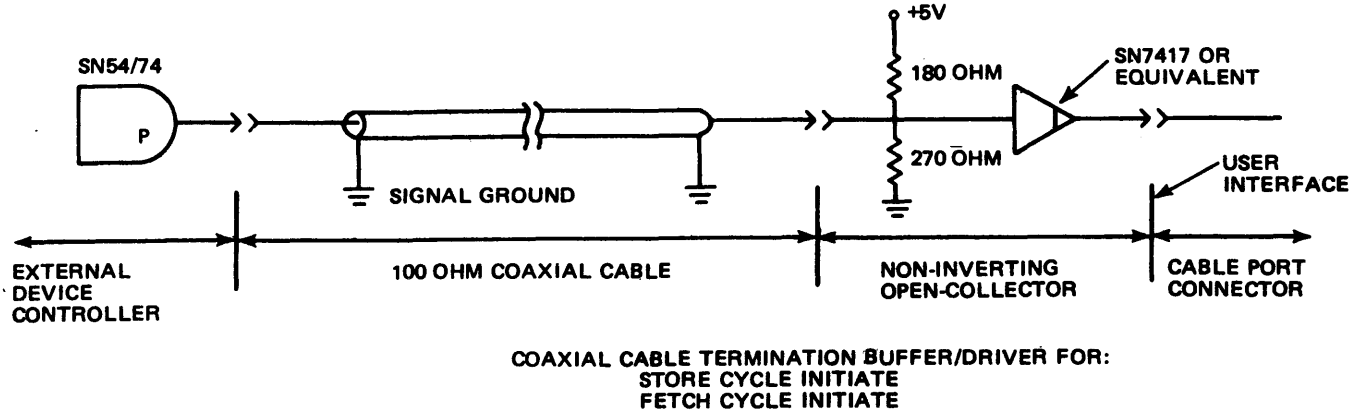 +5V
SN54/74
180 OHM
SN7417 OR
EQUIVALENT
P
270 OHM
SIGNAL GROUND
USER
INTERFACE
EXTERNAL
DEVICE
CONTROLLER
100 OHM COAXIAL CABLE
NON-INVERTING
OPEN-COLLECTOR
CABLE PORT
CONNECTOR
COAXIAL CABLE TERMINATION BUFFER/DRIVER FOR:
STORE CYCLE INITIATE
FETCH CYCLE INITIATE